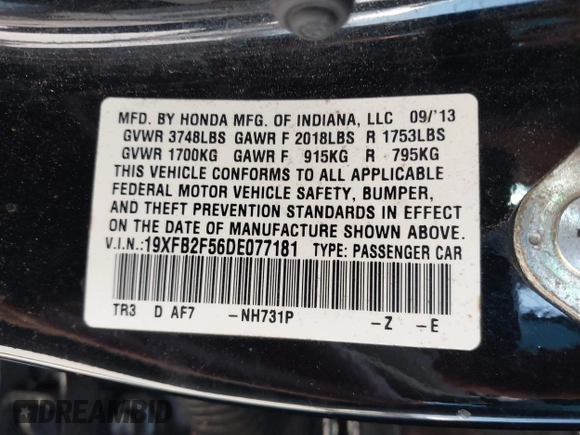 MFD. BY HONDA MFG. OF INDIANA, LLC 09/'13
GVWR 3748LBS GAWR F 2018LBS R 1753LBS
GVWR 1700KG GAWR F 915KG R 795KG
THIS VEHICLE CONFORMS TO ALL APPLICABLE
FEDERAL MOTOR VEHICLE SAFETY, BUMPER,
AND THEFT PREVENTION STANDARDS IN EFFECT
ON THE DATE OF MANUFACTURE SHOWN ABOVE.
V.I.N.:19XFB2F56DE077181 TYPE: PASSENGER CAR
TR3 D AF7 -NH731P -Z -E
DREAMBID